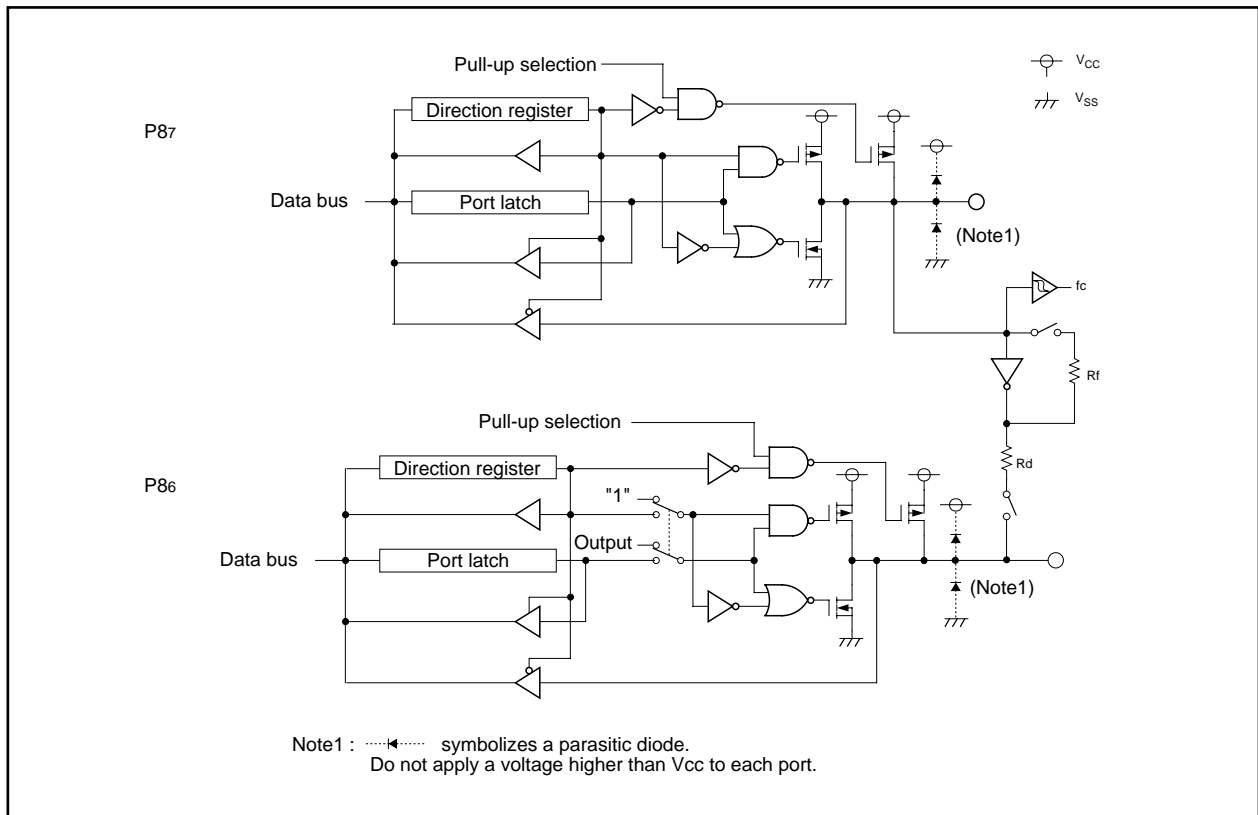 Pull-up selection
VCC
VSS
Direction register
P87
Data bus
Port latch
(Note1)
fc
Rf
Pull-up selection
Rd
Direction register
P86
"1"
Output
Data bus
Port latch
(Note1)
Note1 : symbolizes a parasitic diode.
Do not apply a voltage higher than Vcc to each port.